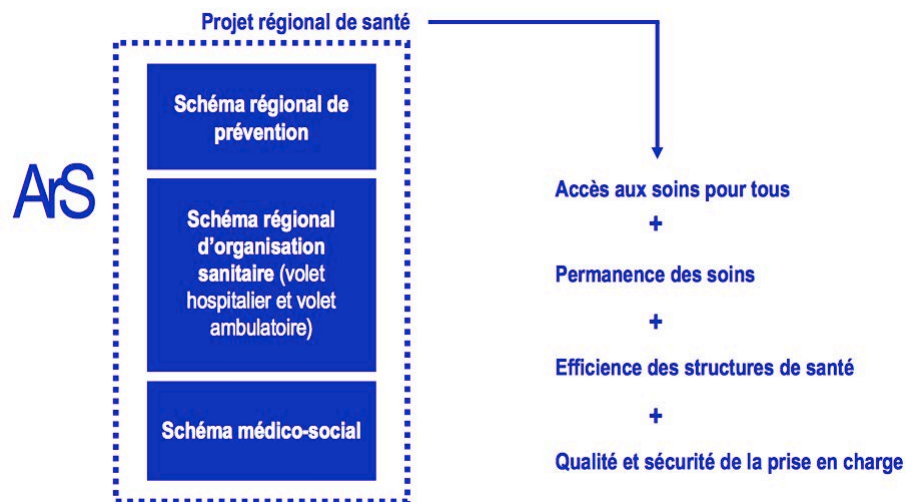 Projet régional de santé
Schéma régional de
prévention
ArS
Schéma régional
d'organisation
sanitaire (volet
hospitalier et volet
ambulatoire)
Schéma médico-social
Accès aux soins pour tous
+
Permanence des soins
+
Efficience des structures de santé
+
Qualité et sécurité de la prise en charge